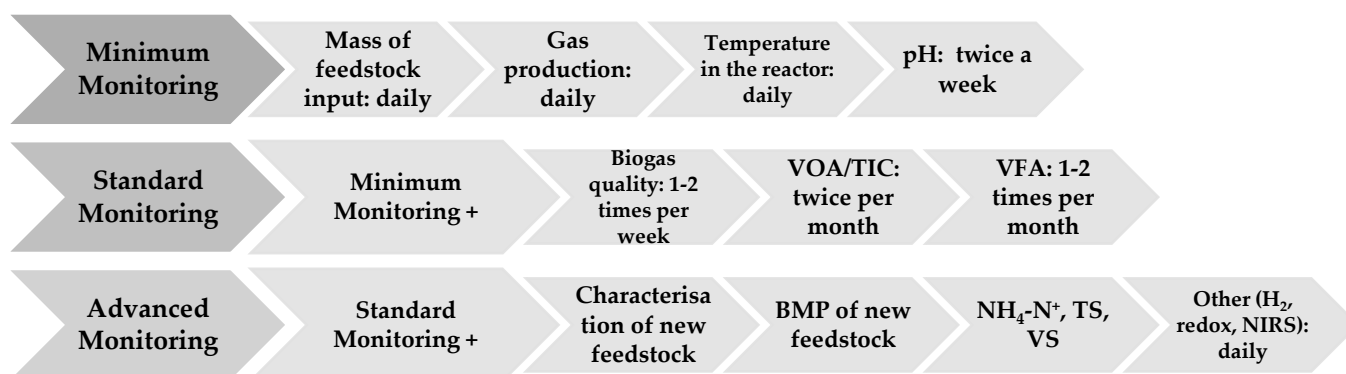 Minimum
Monitoring
Mass of
feedstock
input: daily
Gas
production:
daily
Temperature
in the reactor:
daily
pH: twice a
week
Standard
Monitoring
Minimum
Monitoring +
Biogas
quality: 1-2
times per
week
VOA/TIC:
twice per
month
VFA: 1-2
times per
month
Advanced
Monitoring
Standard
Monitoring +
Characterisa
tion of new
feedstock
BMP of new
feedstock
NH₄-N⁺, TS,
VS
Other (H₂,
redox, NIRS):
daily